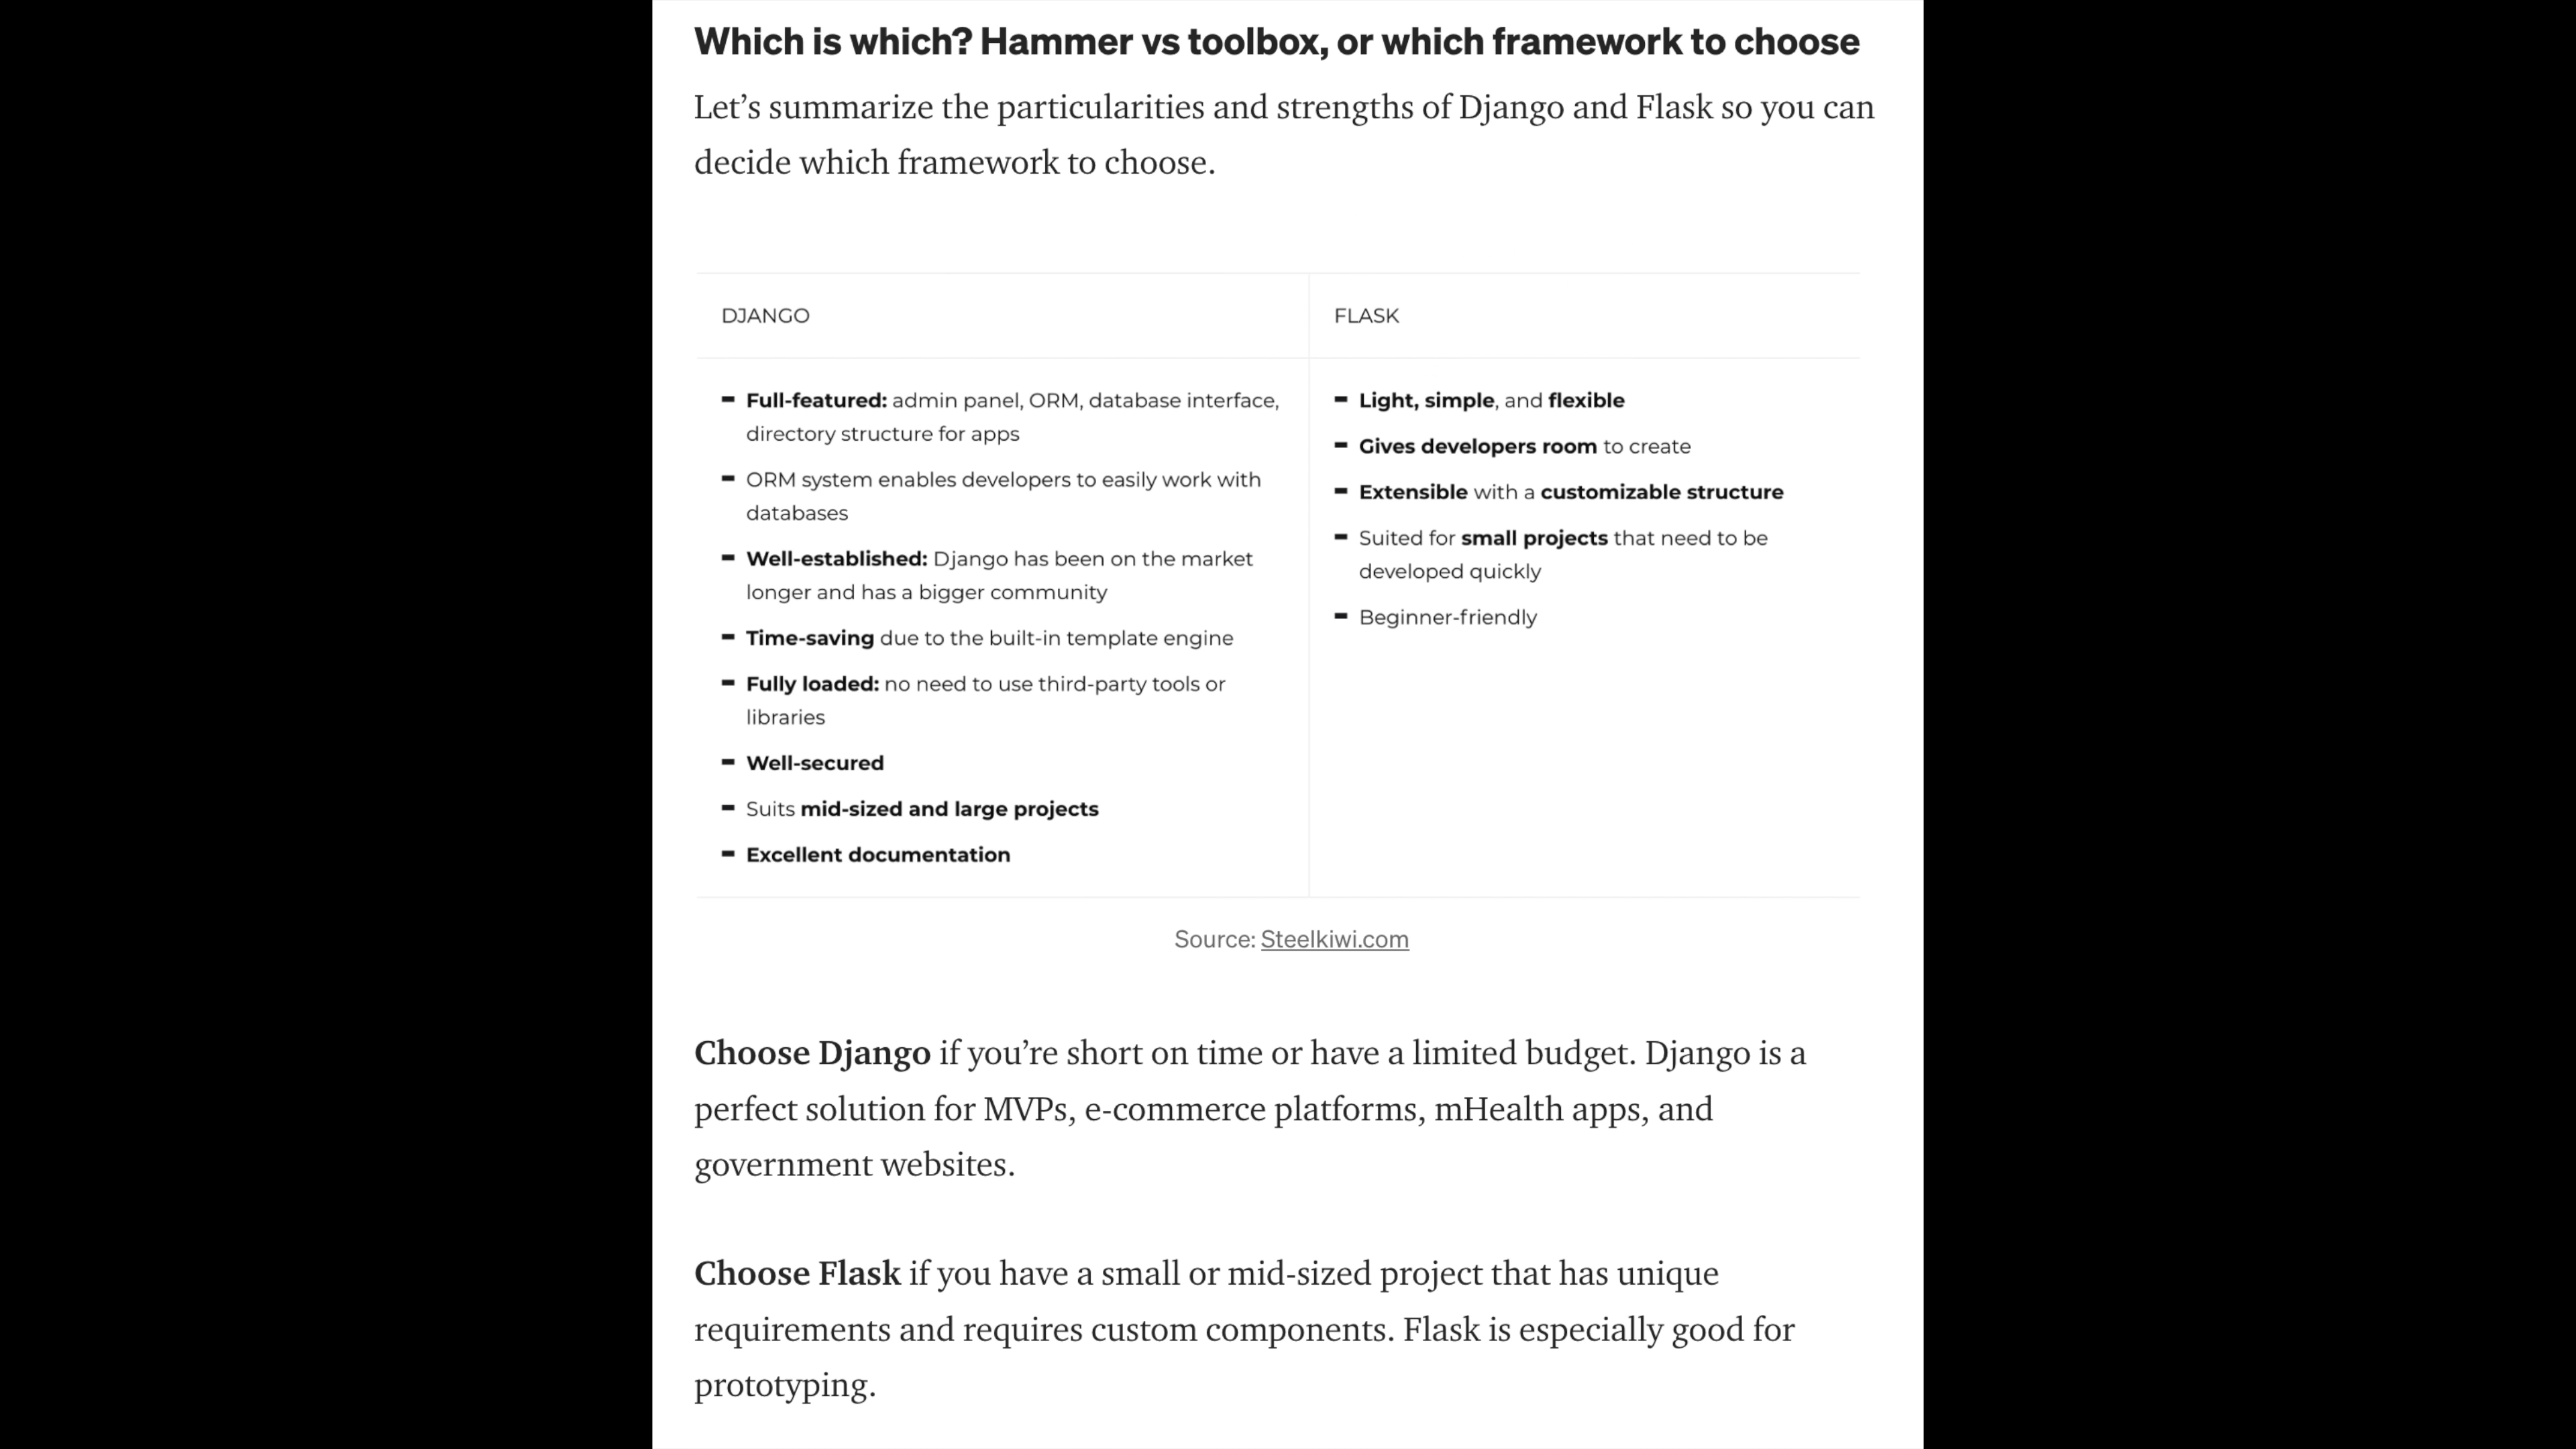 Which is which? Hammer vs toolbox, or which framework to choose
Let’s summarize the particularities and strengths of Django and Flask so you can
decide which framework to choose.
DJANGO
━ Full-featured: admin panel, ORM, database interface,
directory structure for apps
━ ORM system enables developers to easily work with
databases
━ Well-established: Django has been on the market
longer and has a bigger community
━ Time-saving due to the built-in template engine
━ Fully loaded: no need to use third-party tools or
libraries
━ Well-secured
━ Suits mid-sized and large projects
━ Excellent documentation
FLASK
━ Light, simple, and flexible
━ Gives developers room to create
━ Extensible with a customizable structure
━ Suited for small projects that need to be
developed quickly
━ Beginner-friendly
Source: Steelkiwi.com
Choose Django if you’re short on time or have a limited budget. Django is a
perfect solution for MVPs, e-commerce platforms, mHealth apps, and
government websites.
Choose Flask if you have a small or mid-sized project that has unique
requirements and requires custom components. Flask is especially good for
prototyping.